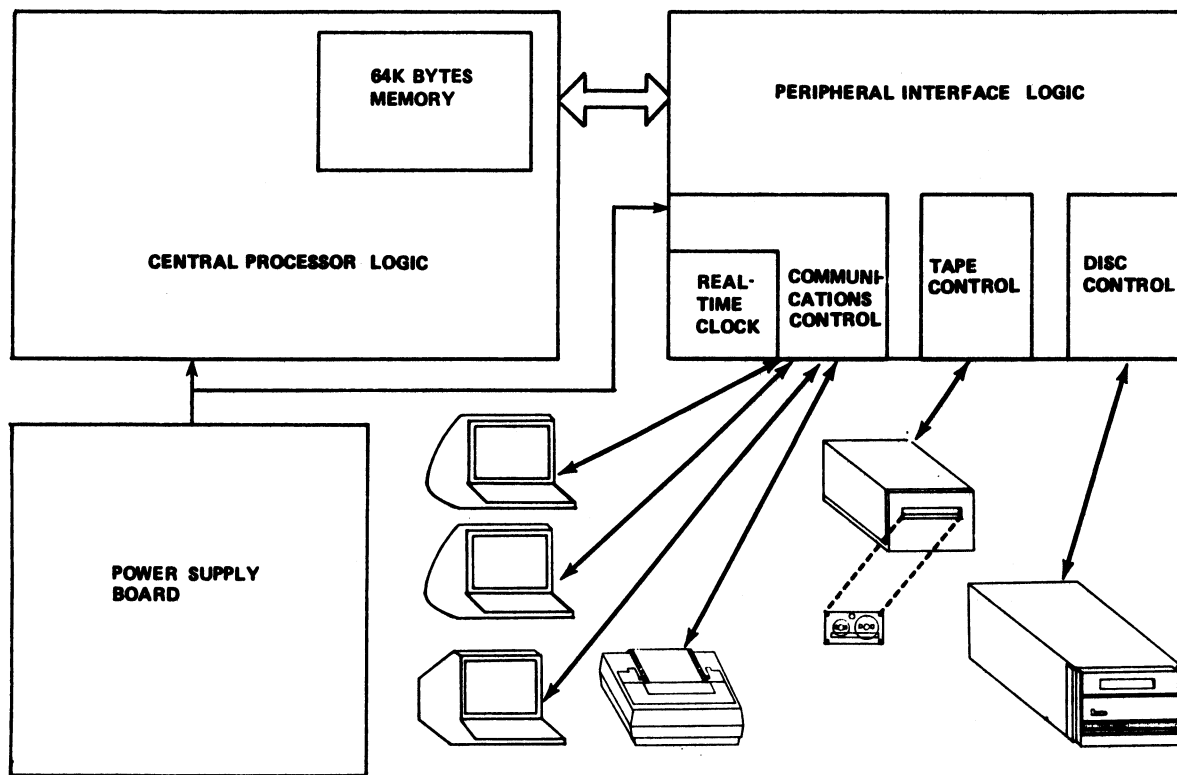 64K BYTES
MEMORY
CENTRAL PROCESSOR LOGIC
PERIPHERAL INTERFACE LOGIC
REAL-
TIME
CLOCK
COMMUNI-
CATIONS
CONTROL
TAPE
CONTROL
DISC
CONTROL
POWER SUPPLY
BOARD